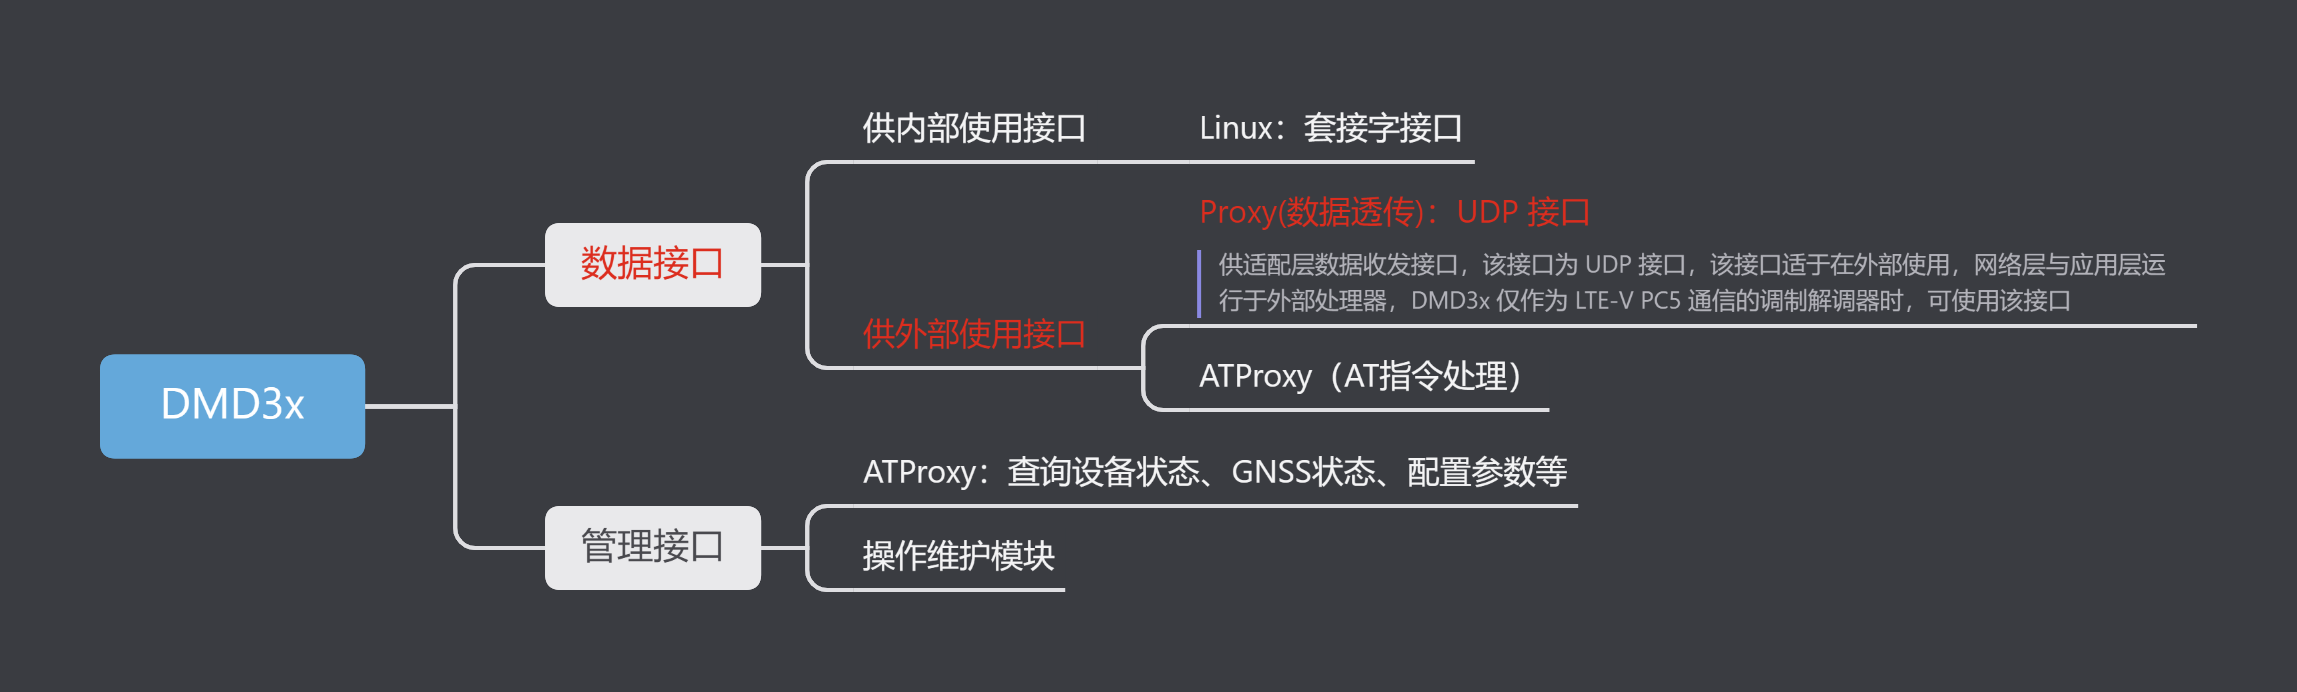 DMD3x
数据接口
供内部使用接口
Linux：套接字接口
供外部使用接口
Proxy(数据透传)：UDP 接口
供适配层数据收发接口，该接口为 UDP 接口，该接口适于在外部使用，网络层与应用层运
行于外部处理器，DMD3x 仅作为 LTE-V PC5 通信的调制解调器时，可使用该接口
ATProxy（AT指令处理）
管理接口
ATProxy：查询设备状态、GNSS状态、配置参数等
操作维护模块